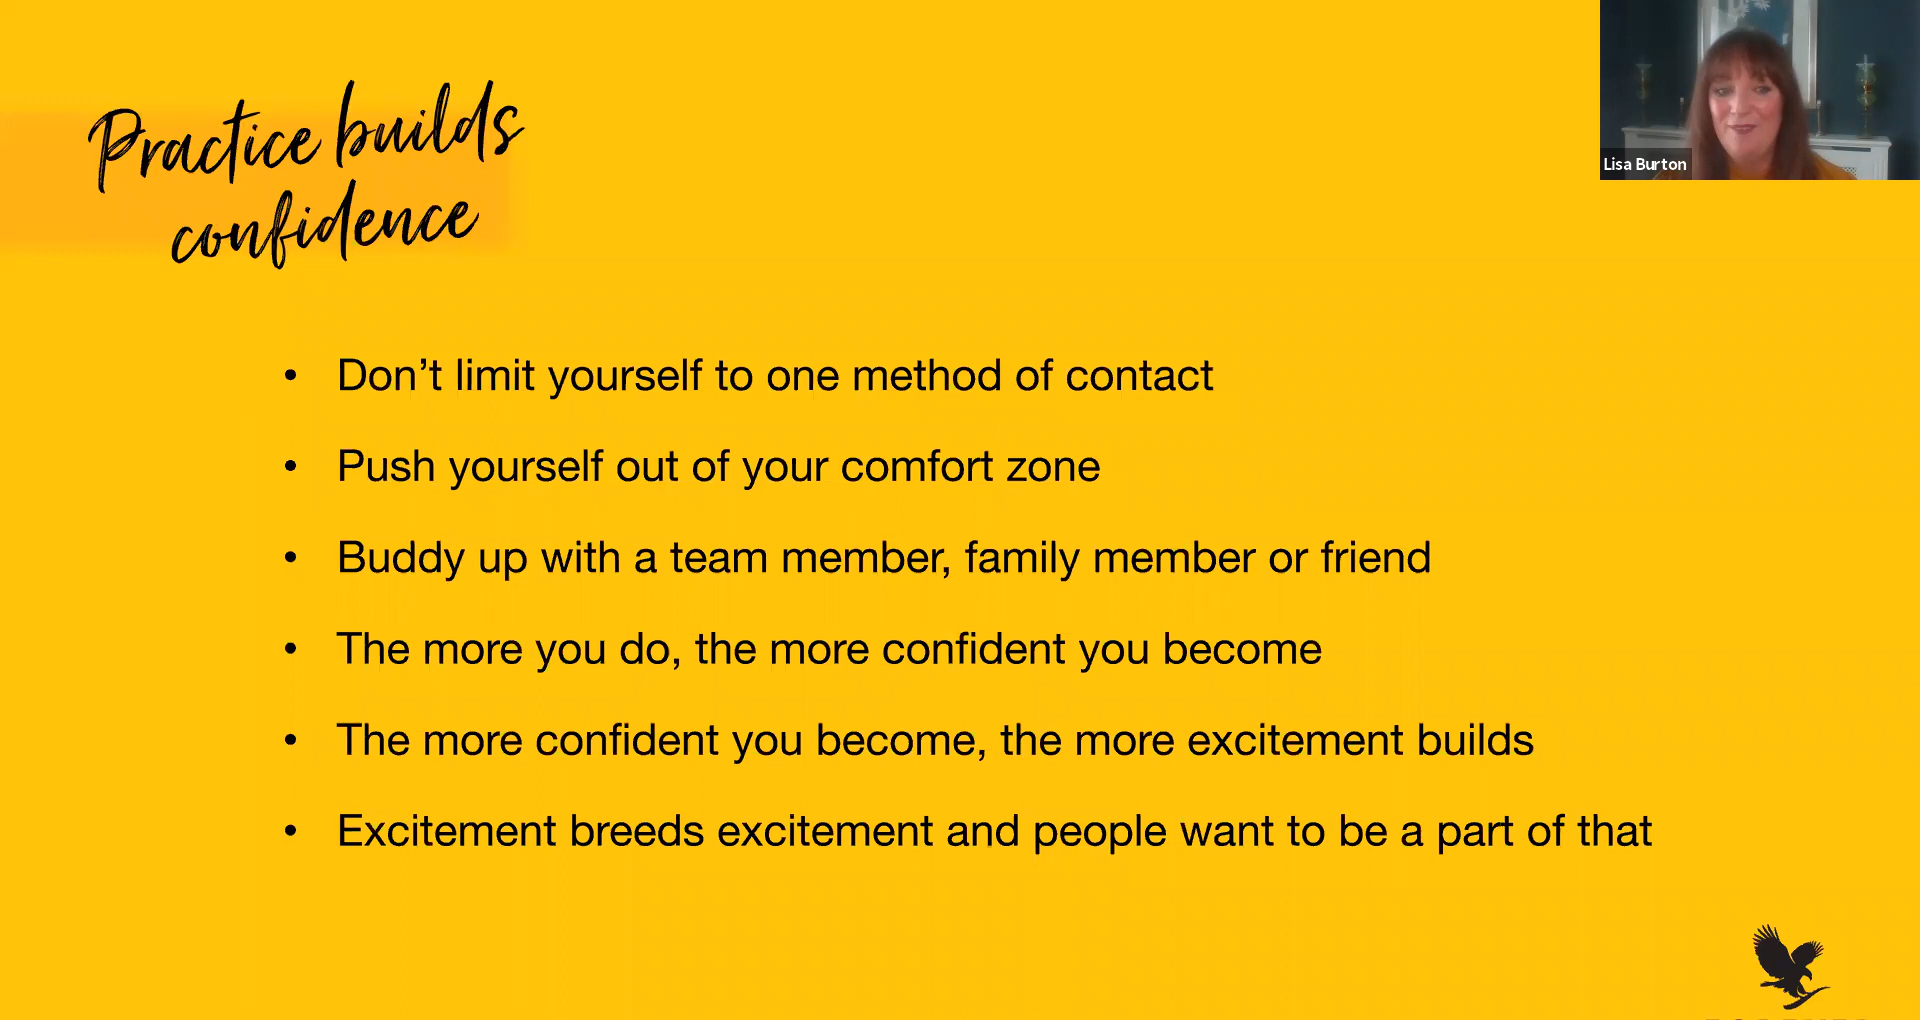 Practice builds
confidence
Lisa Burton
• Don’t limit yourself to one method of contact
• Push yourself out of your comfort zone
• Buddy up with a team member, family member or friend
• The more you do, the more confident you become
• The more confident you become, the more excitement builds
• Excitement breeds excitement and people want to be a part of that